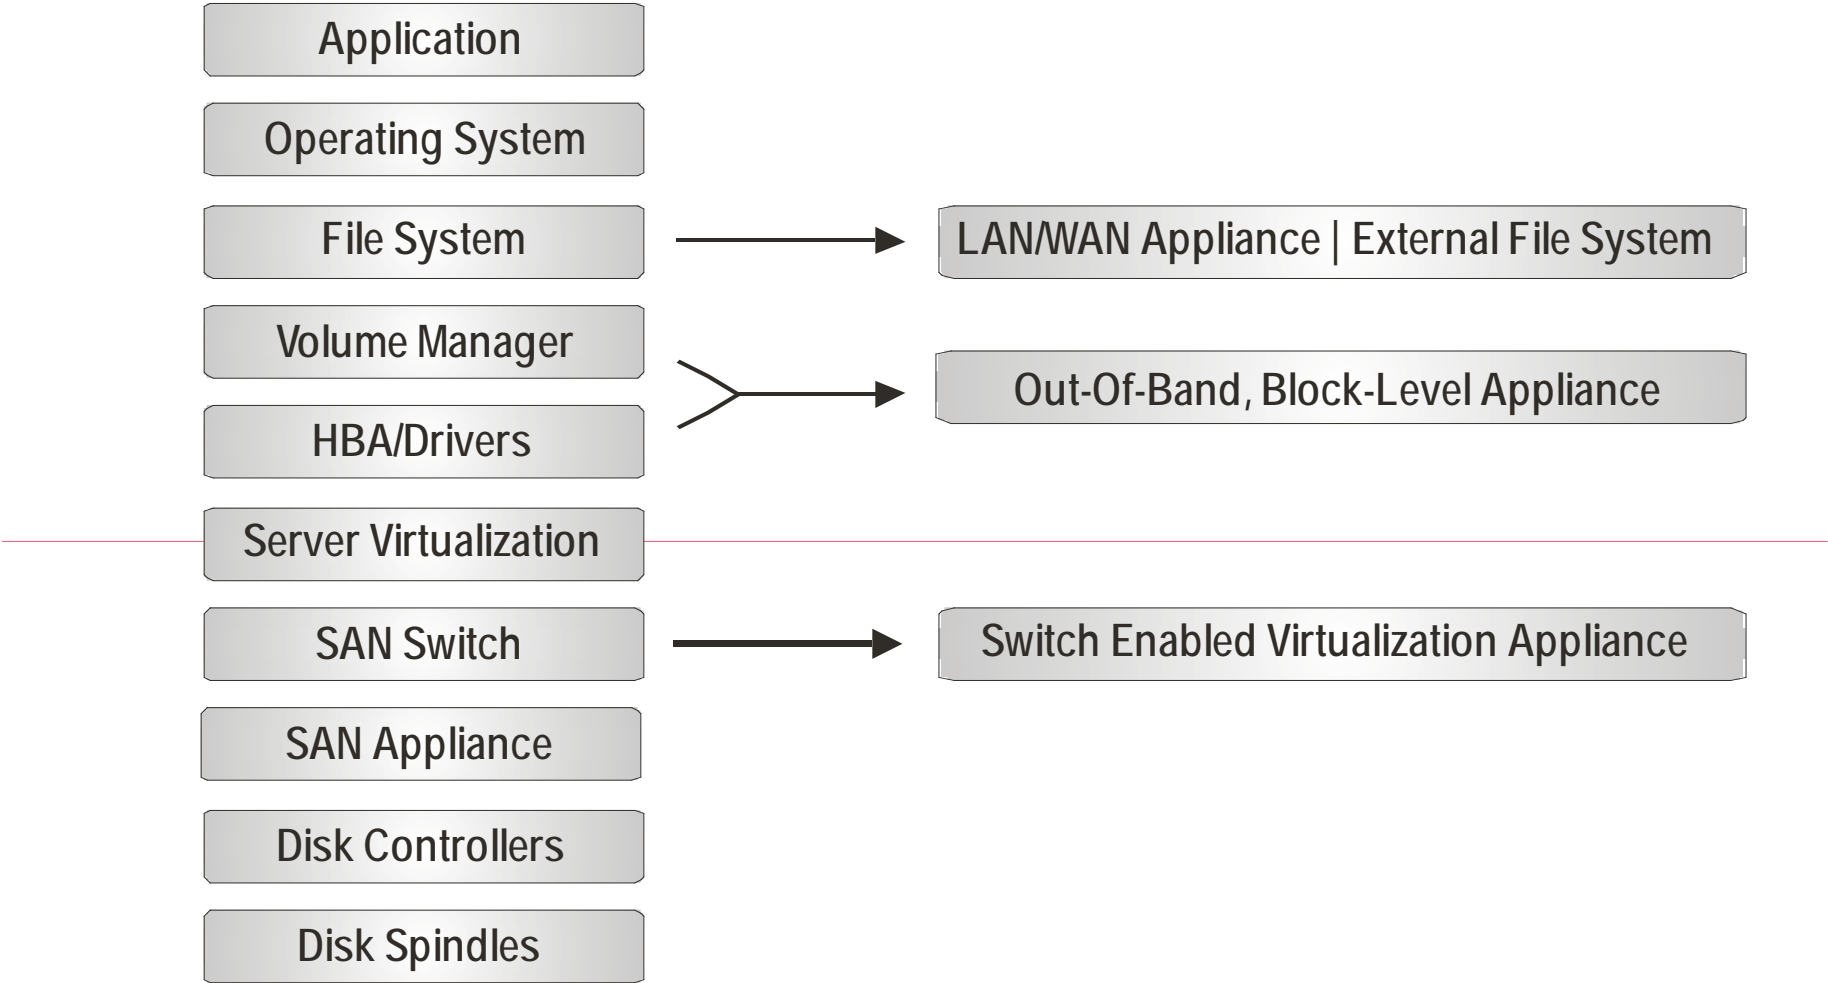 Application
Operating System
File System
LAN/WAN Appliance | External File System
Volume Manager
Out-Of-Band, Block-Level Appliance
HBA/Drivers
Server Virtualization
SAN Switch
Switch Enabled Virtualization Appliance
SAN Appliance
Disk Controllers
Disk Spindles